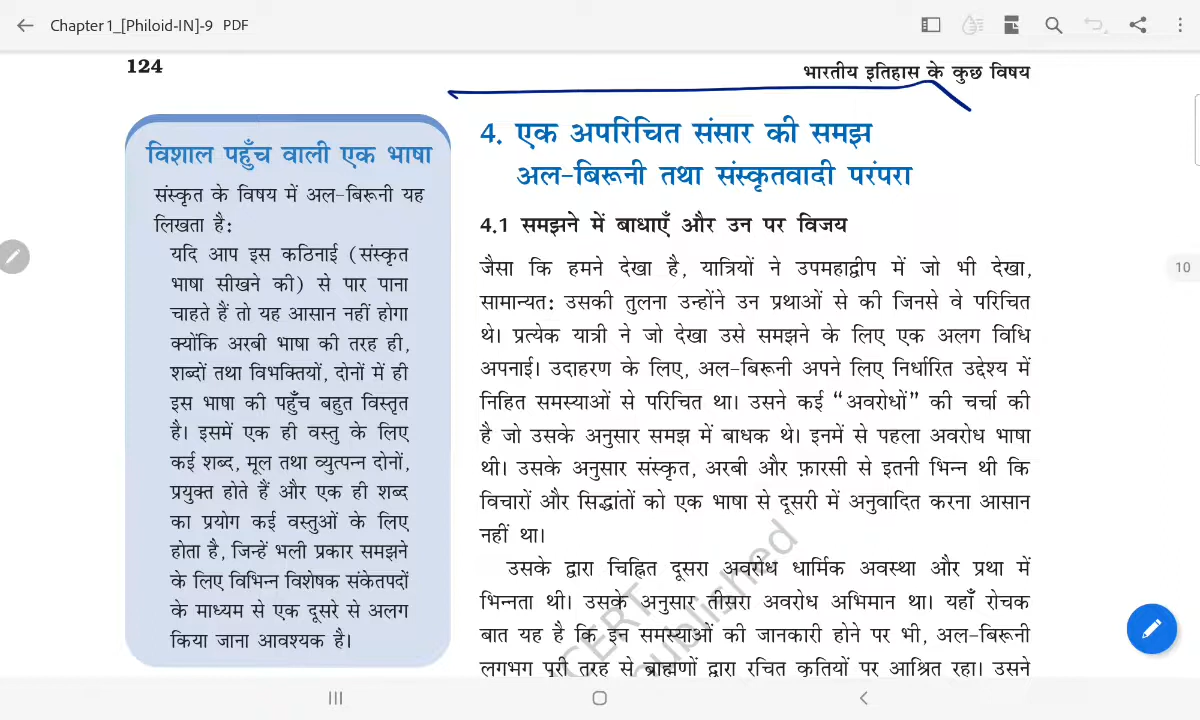 Chapter 1_[Philoid-IN]-9 PDF
124
भारतीय इतिहास के कुछ विषय
विशाल पहुँच वाली एक भाषा
संस्कृत के विषय में अल-बिरूनी यह
लिखता है:
यदि आप इस कठिनाई (संस्कृत
भाषा सीखने की) से पार पाना
चाहते हैं तो यह आसान नहीं होगा
क्योंकि अरबी भाषा की तरह ही,
शब्दों तथा विभक्तियों, दोनों में ही
इस भाषा की पहुँच बहुत विस्तृत
है। इसमें एक ही वस्तु के लिए
कई शब्द, मूल तथा व्युत्पन्न दोनों,
प्रयुक्त होते हैं और एक ही शब्द
का प्रयोग कई वस्तुओं के लिए
होता है, जिन्हें भली प्रकार समझने
के लिए विभिन्न विशेषक संकेतपदों
के माध्यम से एक दूसरे से अलग
किया जाना आवश्यक है।
4. एक अपरिचित संसार की समझ
अल-बिरूनी तथा संस्कृतवादी परंपरा
4.1 समझने में बाधाएँ और उन पर विजय
जैसा कि हमने देखा है, यात्रियों ने उपमहाद्वीप में जो भी देखा,
सामान्यत: उसकी तुलना उन्होंने उन प्रथाओं से की जिनसे वे परिचित
थे। प्रत्येक यात्री ने जो देखा उसे समझने के लिए एक अलग विधि
अपनाई। उदाहरण के लिए, अल-बिरूनी अपने लिए निर्धारित उद्देश्य में
निहित समस्याओं से परिचित था। उसने कई “अवरोधों” की चर्चा की
है जो उसके अनुसार समझ में बाधक थे। इनमें से पहला अवरोध भाषा
थी। उसके अनुसार संस्कृत, अरबी और फ़ारसी से इतनी भिन्न थी कि
विचारों और सिद्धांतों को एक भाषा से दूसरी में अनुवादित करना आसान
नहीं था।
उसके द्वारा चिह्नित दूसरा अवरोध धार्मिक अवस्था और प्रथा में
भिन्नता थी। उसके अनुसार तीसरा अवरोध अभिमान था। यहाँ रोचक
बात यह है कि इन समस्याओं की जानकारी होने पर भी, अल-बिरूनी
लगभग पूरी तरह से ब्राह्मणों द्वारा रचित कृतियों पर आश्रित रहा। उसने
10